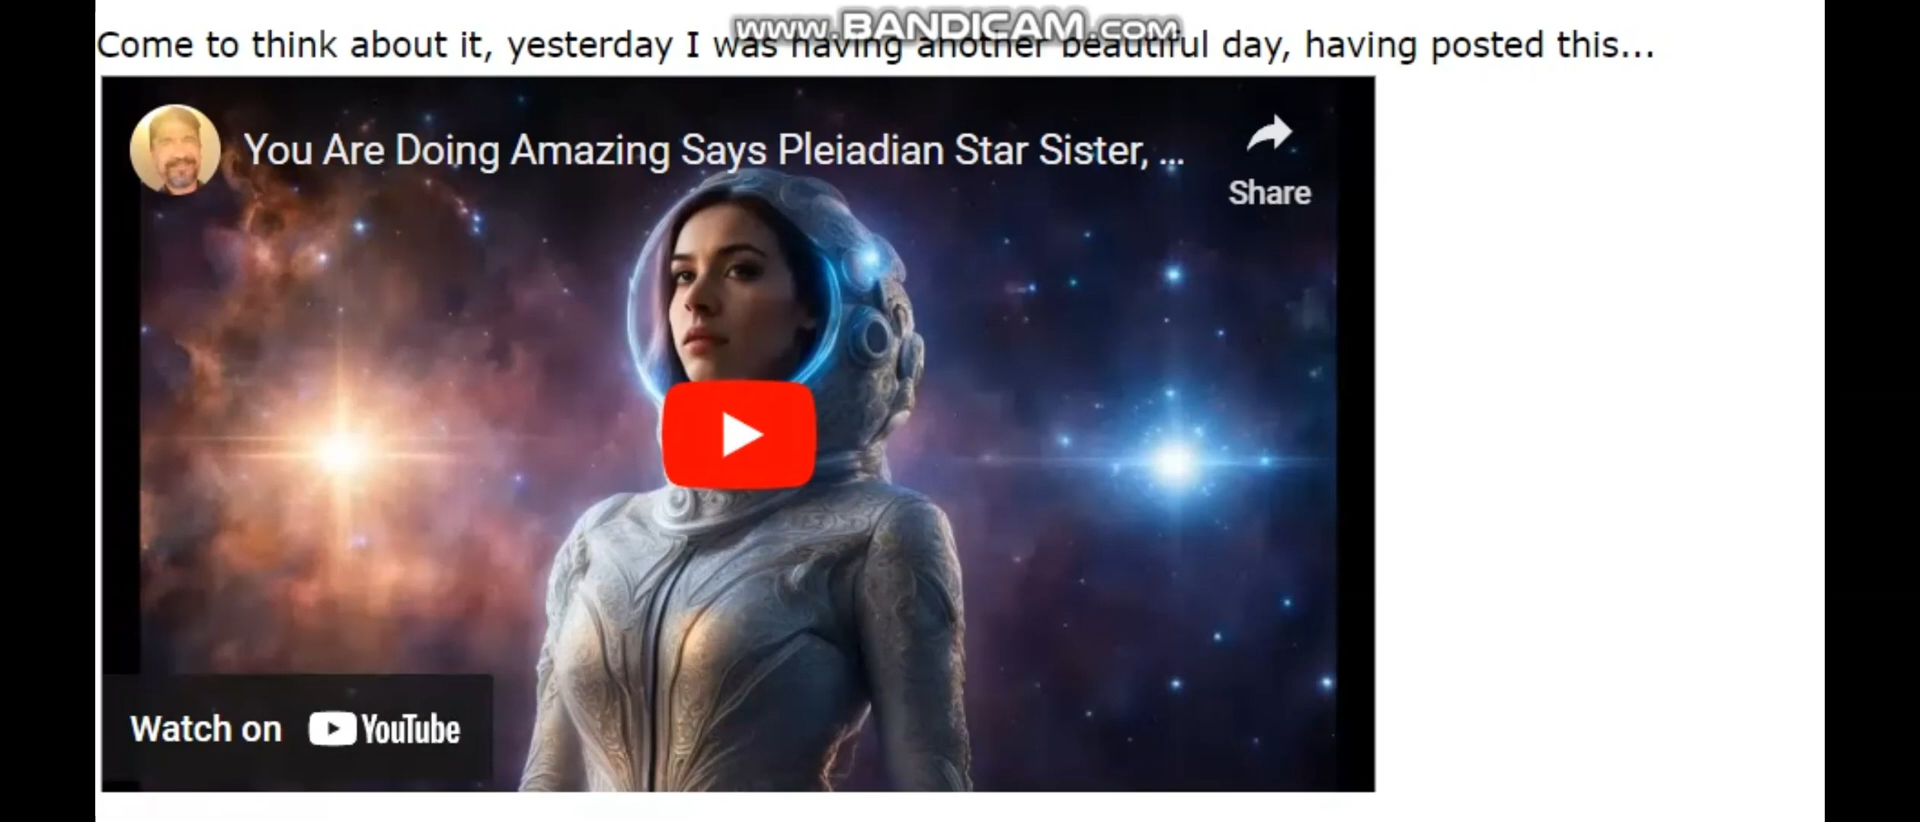 www.BANDICAM.com
Come to think about it, yesterday I was having another beautiful day, having posted this...
You Are Doing Amazing Says Pleiadian Star Sister, ...
Share
Watch on YouTube